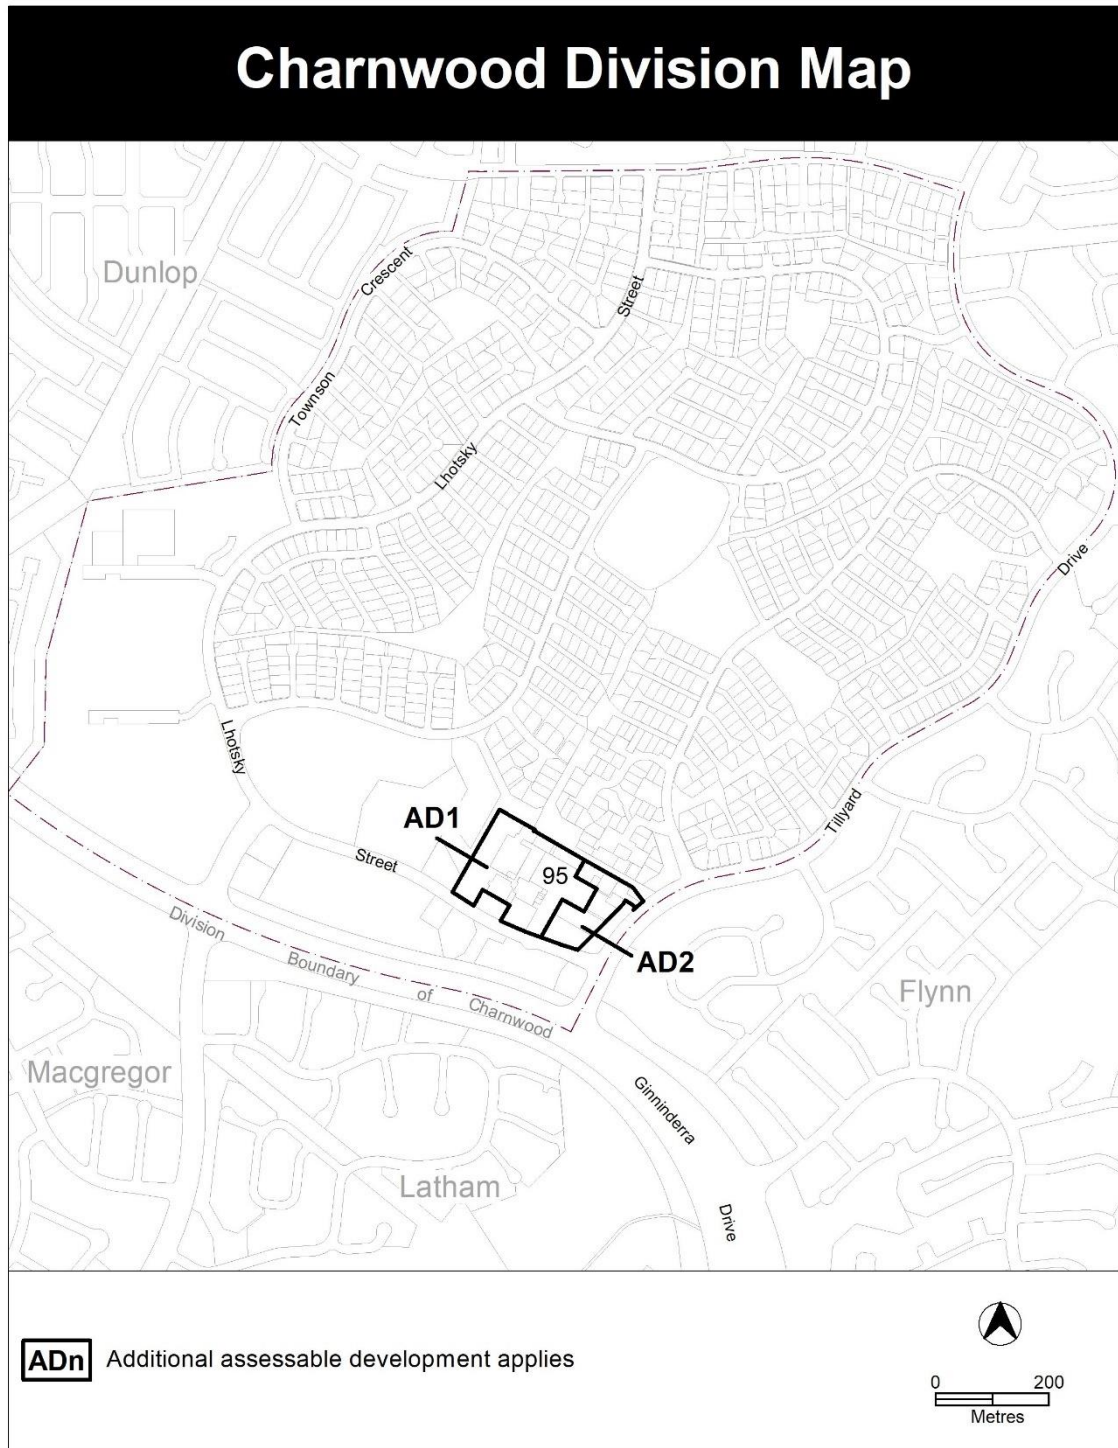 Charnwood Division Map
Dunlop
Crescent
Street
Townson
Lhotsky
Drive
Lhotsky
Tillyard
AD1
Street
95
Division
Boundary
of
Charnwood
AD2
Flynn
Macgregor
Ginninderra
Latham
Drive
ADn Additional assessable development applies
0 200
Metres